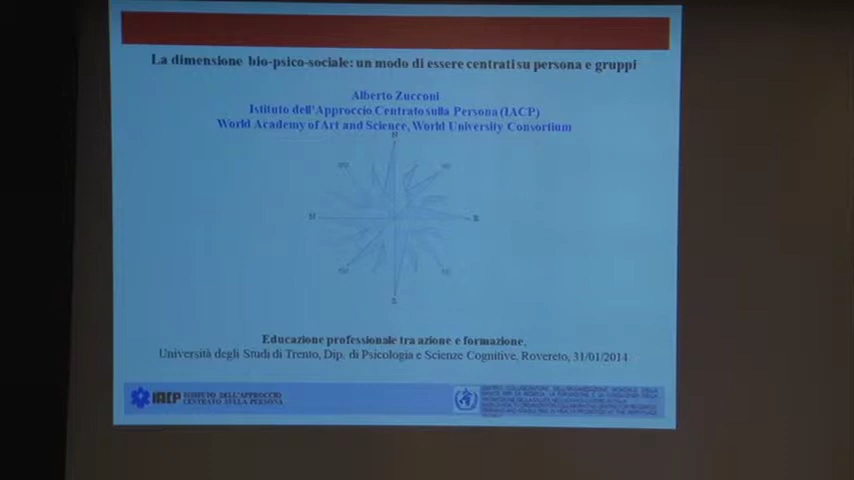 La dimensione bio-psico-sociale: un modo di essere centrati su persona e gruppi
Alberto Zucconi
Istituto dell'Approccio Centrato sulla Persona (IACP)
World Academy of Art and Science, World University Consortium
N
S
Educazione professionale tra azione e formazione,
Università degli Studi di Trento, Dip. di Psicologia e Scienze Cognitive, Rovereto, 31/01/2014
IACP ISTITUTO DELL'APPROCCIO
CENTRATO SULLA PERSONA